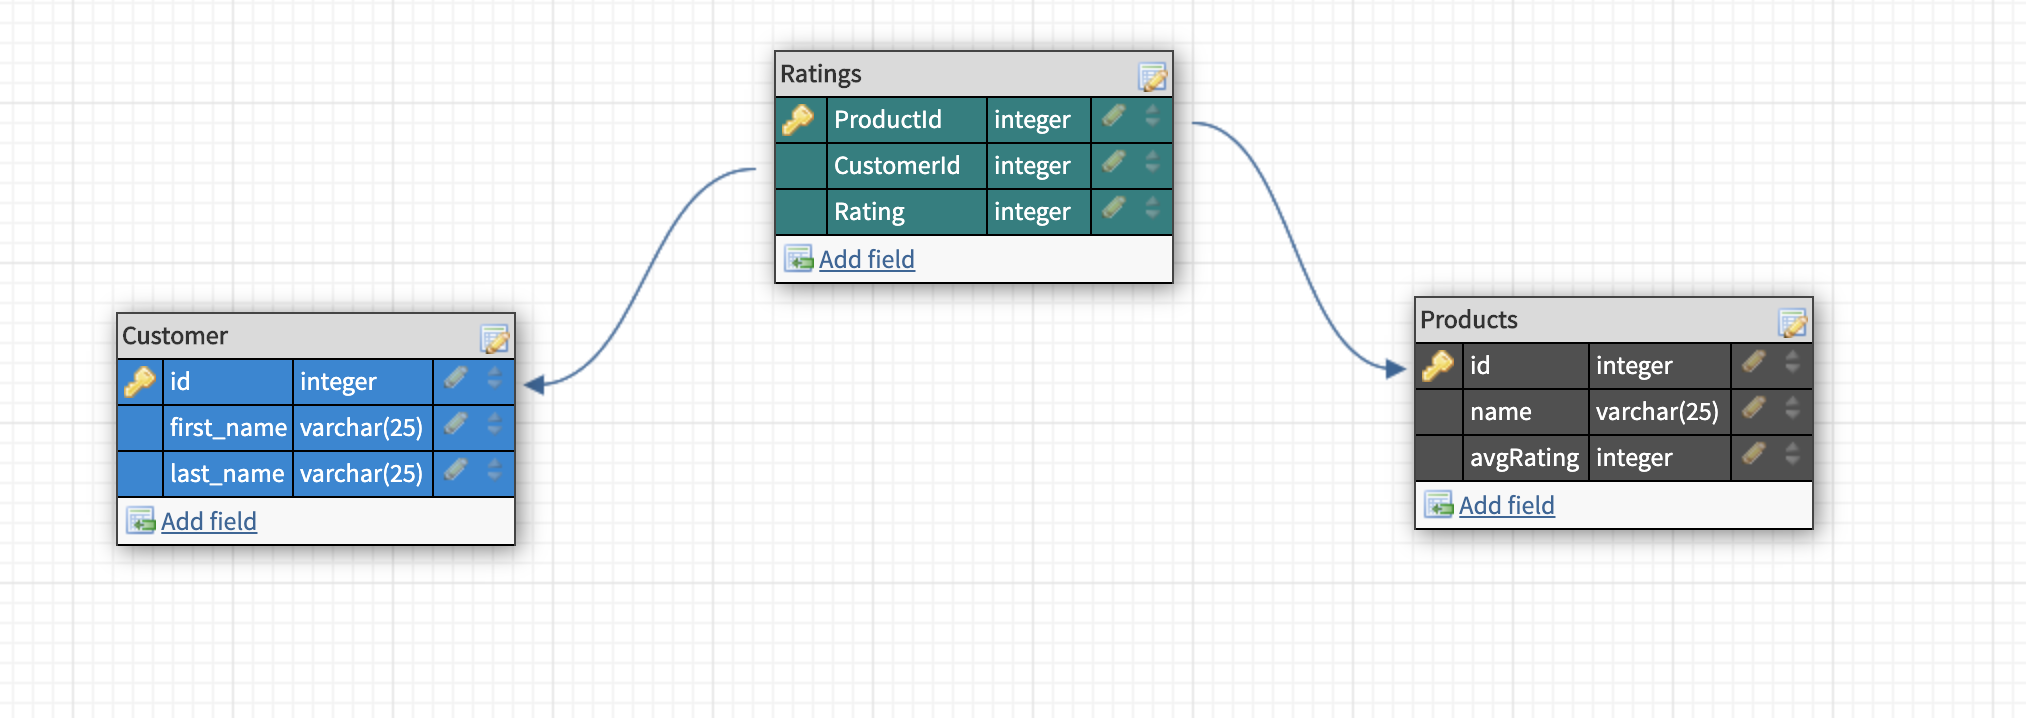 Ratings
ProductId integer
CustomerId integer
Rating integer
Add field
Customer
id integer
first_name varchar(25)
last_name varchar(25)
Add field
Products
id integer
name varchar(25)
avgRating integer
Add field